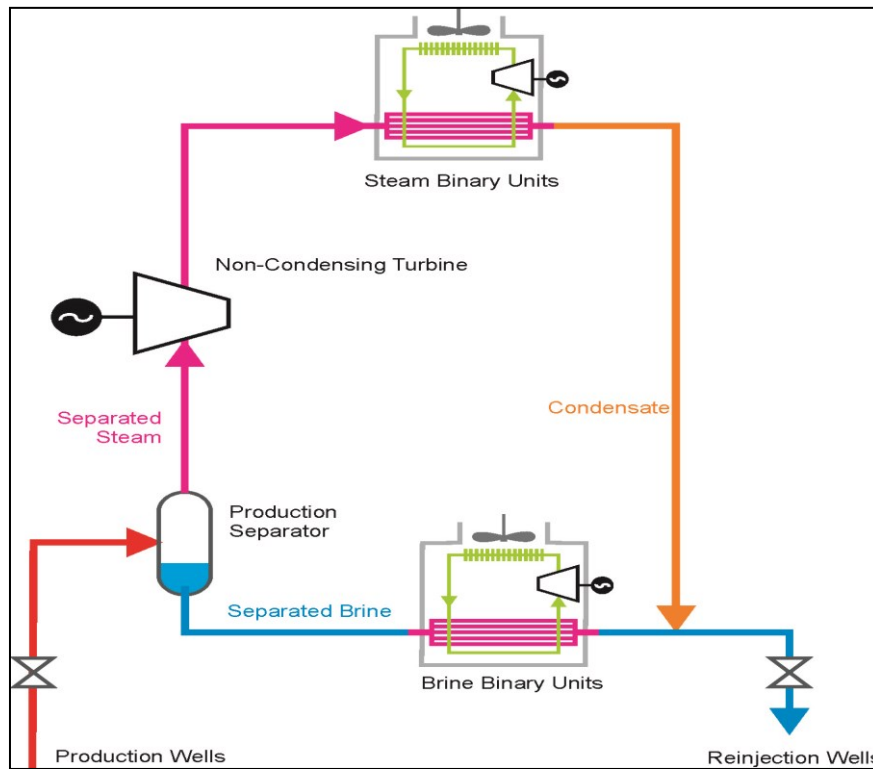 Steam Binary Units
Non-Condensing Turbine
Separated
Steam
Condensate
Production
Separator
Separated Brine
Brine Binary Units
Production Wells
Reinjection Wells